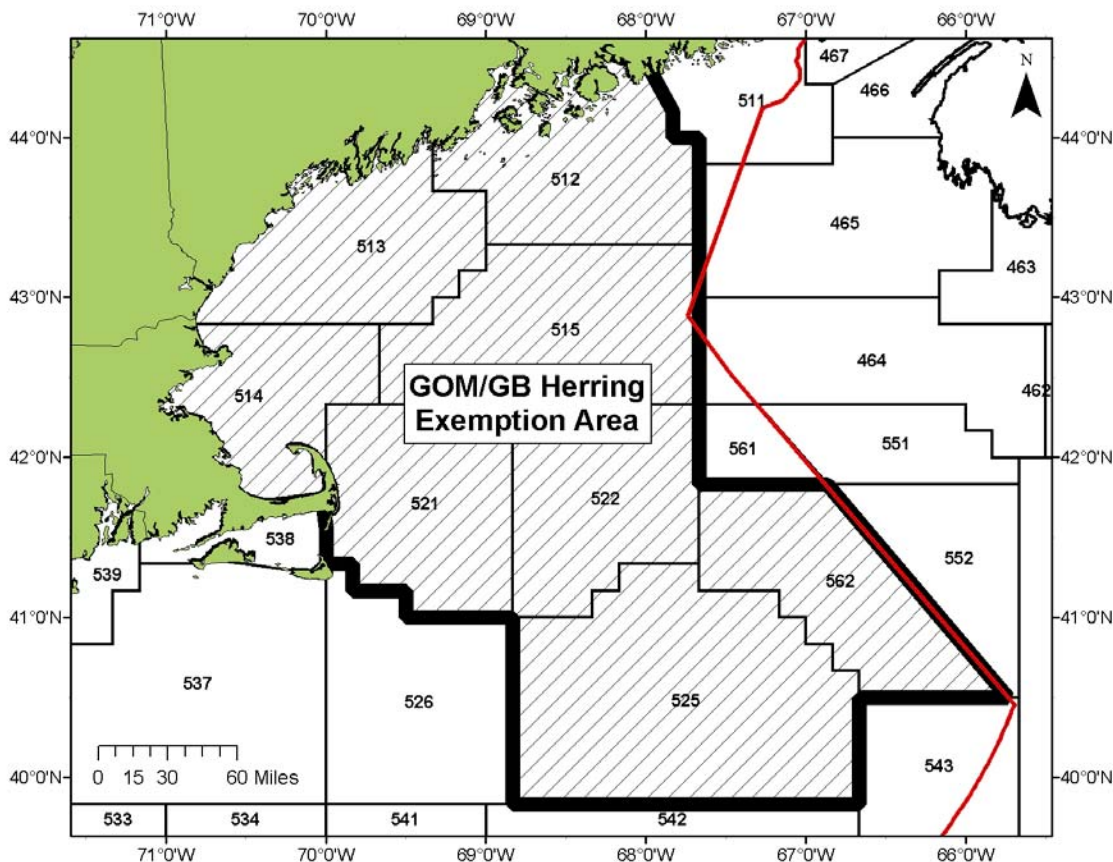 71°0'W 70°0'W 69°0'W 68°0'W 67°0'W 66°0'W
467
N
466
511
44°0'N 44°0'N
512
465
513
463
43°0'N 43°0'N
515
464
GOM/GB Herring
Exemption Area
514
462
561 551
42°0'N 42°0'N
521 522
538
552
539
562
41°0'N 41°0'N
537
526 525
543
0 15 30 60 Miles
40°0'N 40°0'N
533 534 541 542
71°0'W 70°0'W 69°0'W 68°0'W 67°0'W 66°0'W